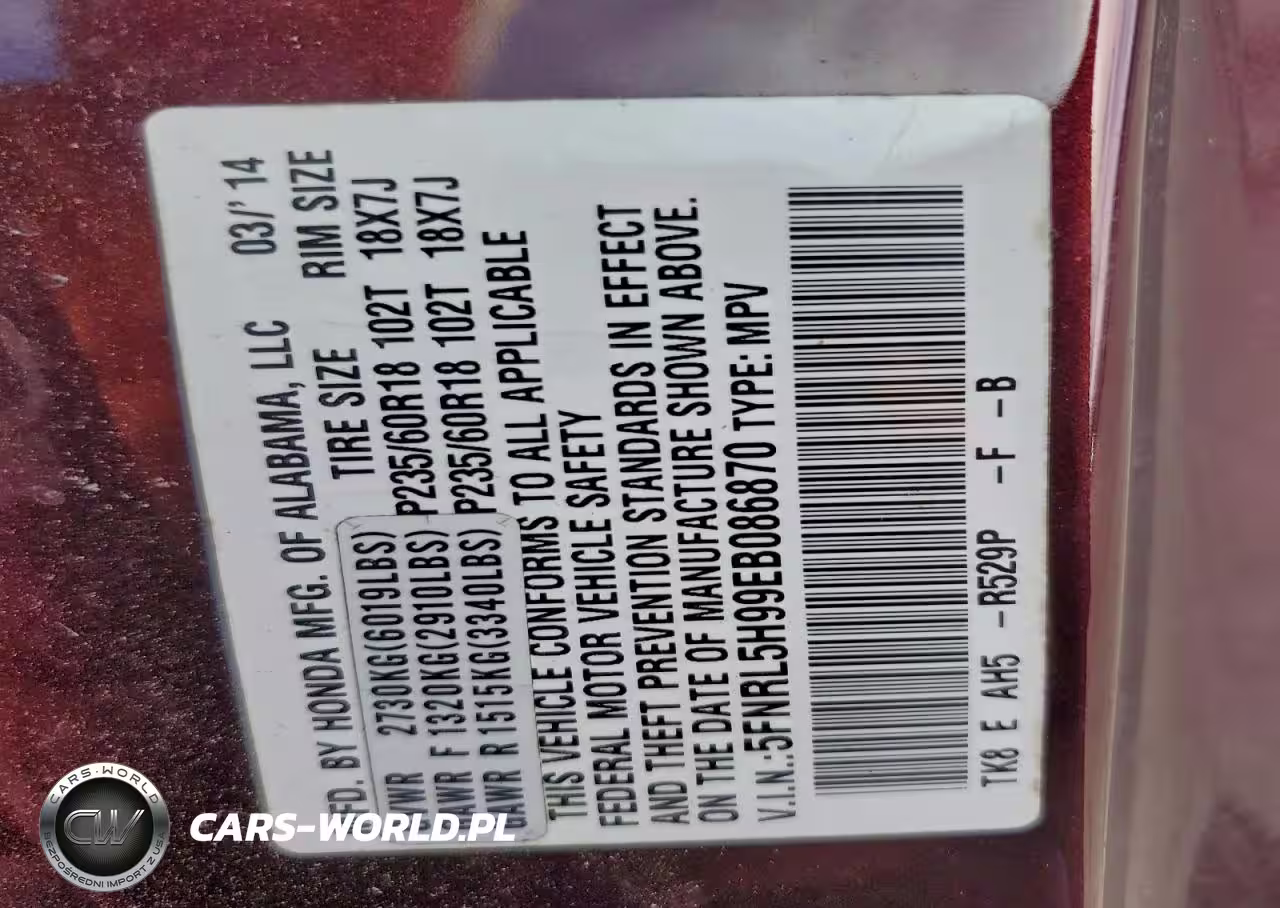 MFD. BY HONDA MFG. OF ALABAMA, LLC 03/'14
TIRE SIZE RIM SIZE
GVWR 2730KG(6019LBS)
GAWR F 1320KG(2910LBS) P235/60R18 102T 18X7J
GAWR R 1515KG(3340LBS) P235/60R18 102T 18X7J
THIS VEHICLE CONFORMS TO ALL APPLICABLE
FEDERAL MOTOR VEHICLE SAFETY
AND THEFT PREVENTION STANDARDS IN EFFECT
ON THE DATE OF MANUFACTURE SHOWN ABOVE.
V.I.N.:5FNRL5H99EB086870 TYPE: MPV
TK8 E AH5 -R529P -F -B
CARS-WORLD
CW
BEZPOŚREDNI IMPORT Z USA
CARS-WORLD.PL